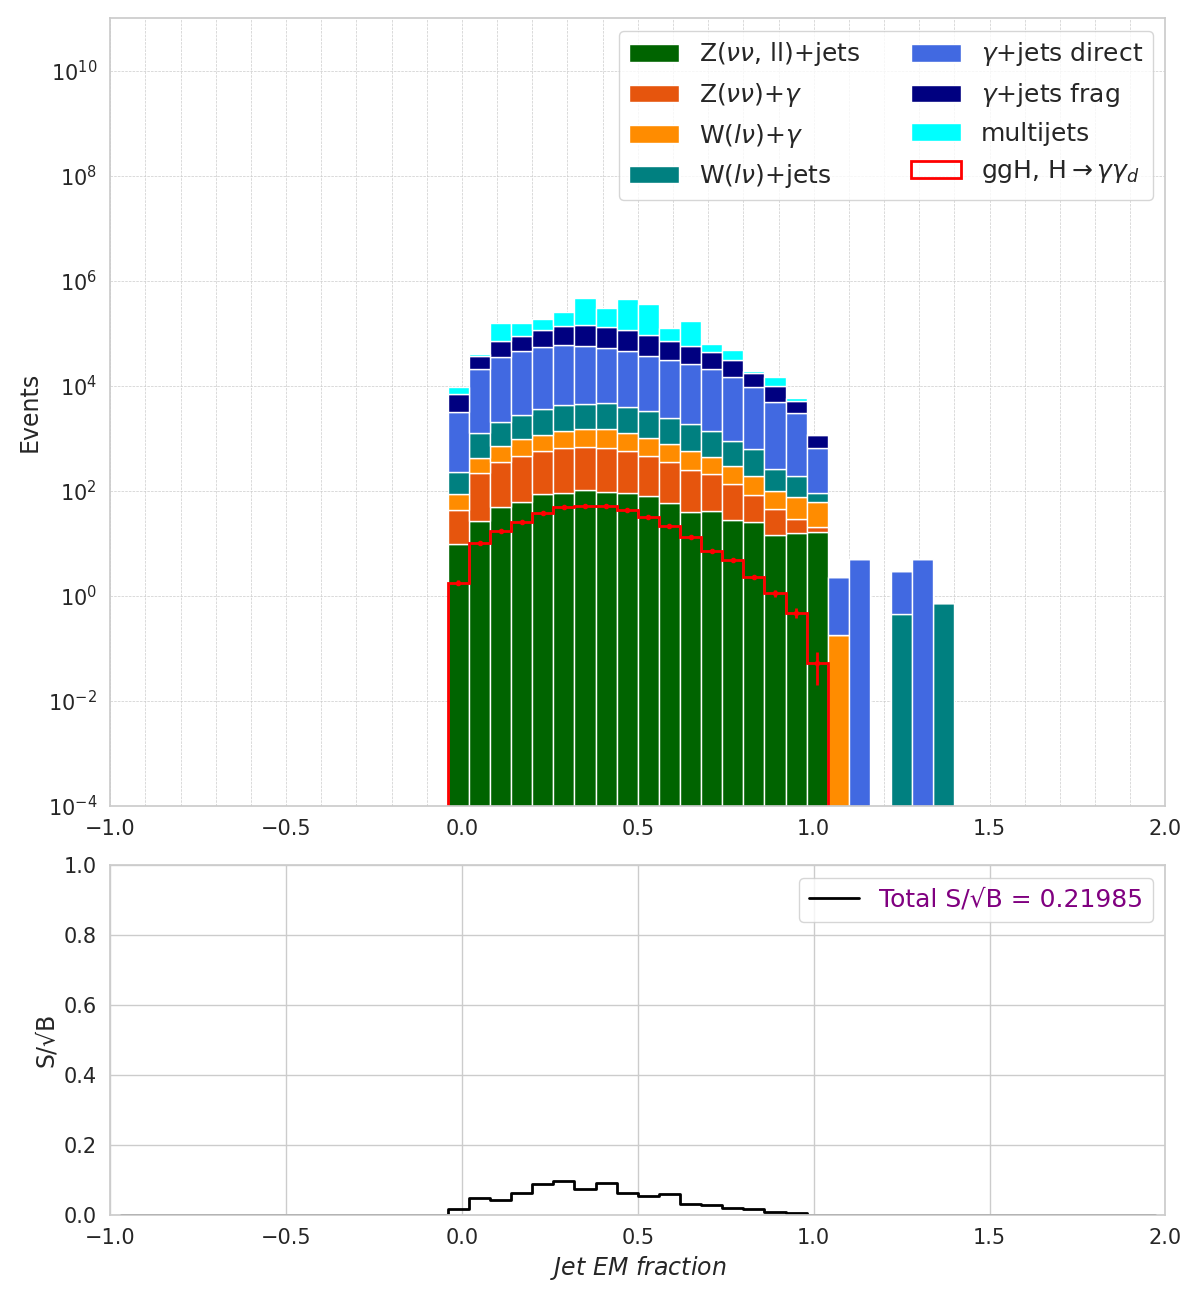 Z(νν, ll)+jets
Z(νν)+γ
W(lν)+γ
W(lν)+jets
γ+jets direct
γ+jets frag
multijets
ggH, H→γγ_d
Events
10^10
10^8
10^6
10^4
10^2
10^0
10^−2
10^−4
−1.0 −0.5 0.0 0.5 1.0 1.5 2.0
Total S/√B = 0.21985
S/√B
1.0
0.8
0.6
0.4
0.2
0.0
−1.0 −0.5 0.0 0.5 1.0 1.5 2.0
Jet EM fraction